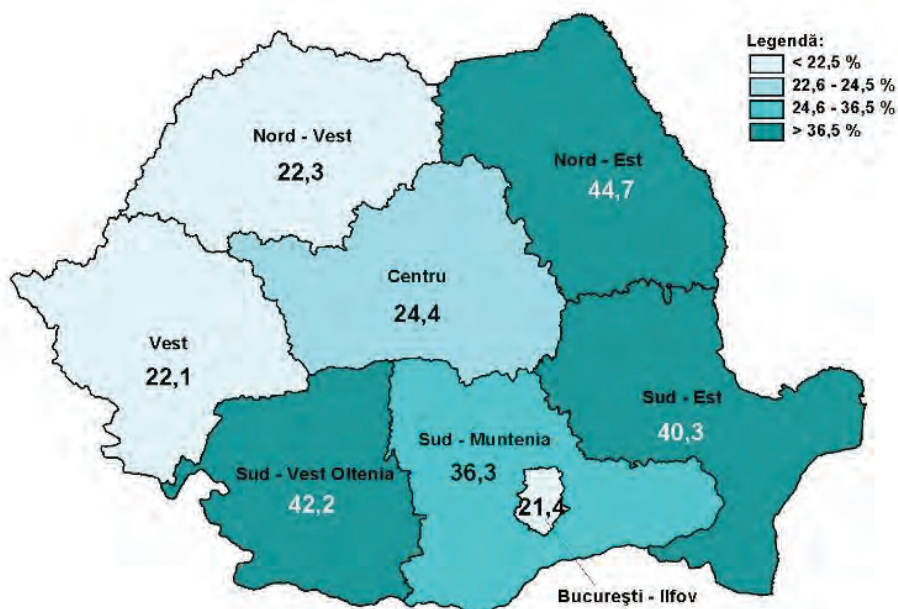 Legendă:
< 22,5 %
22,6 - 24,5 %
24,6 - 36,5 %
> 36,5 %
Nord - Vest
22,3
Nord - Est
44,7
Centru
24,4
Vest
22,1
Sud - Est
40,3
Sud - Muntenia
36,3
Sud - Vest Oltenia
42,2
21,4
Bucureşti - Ilfov